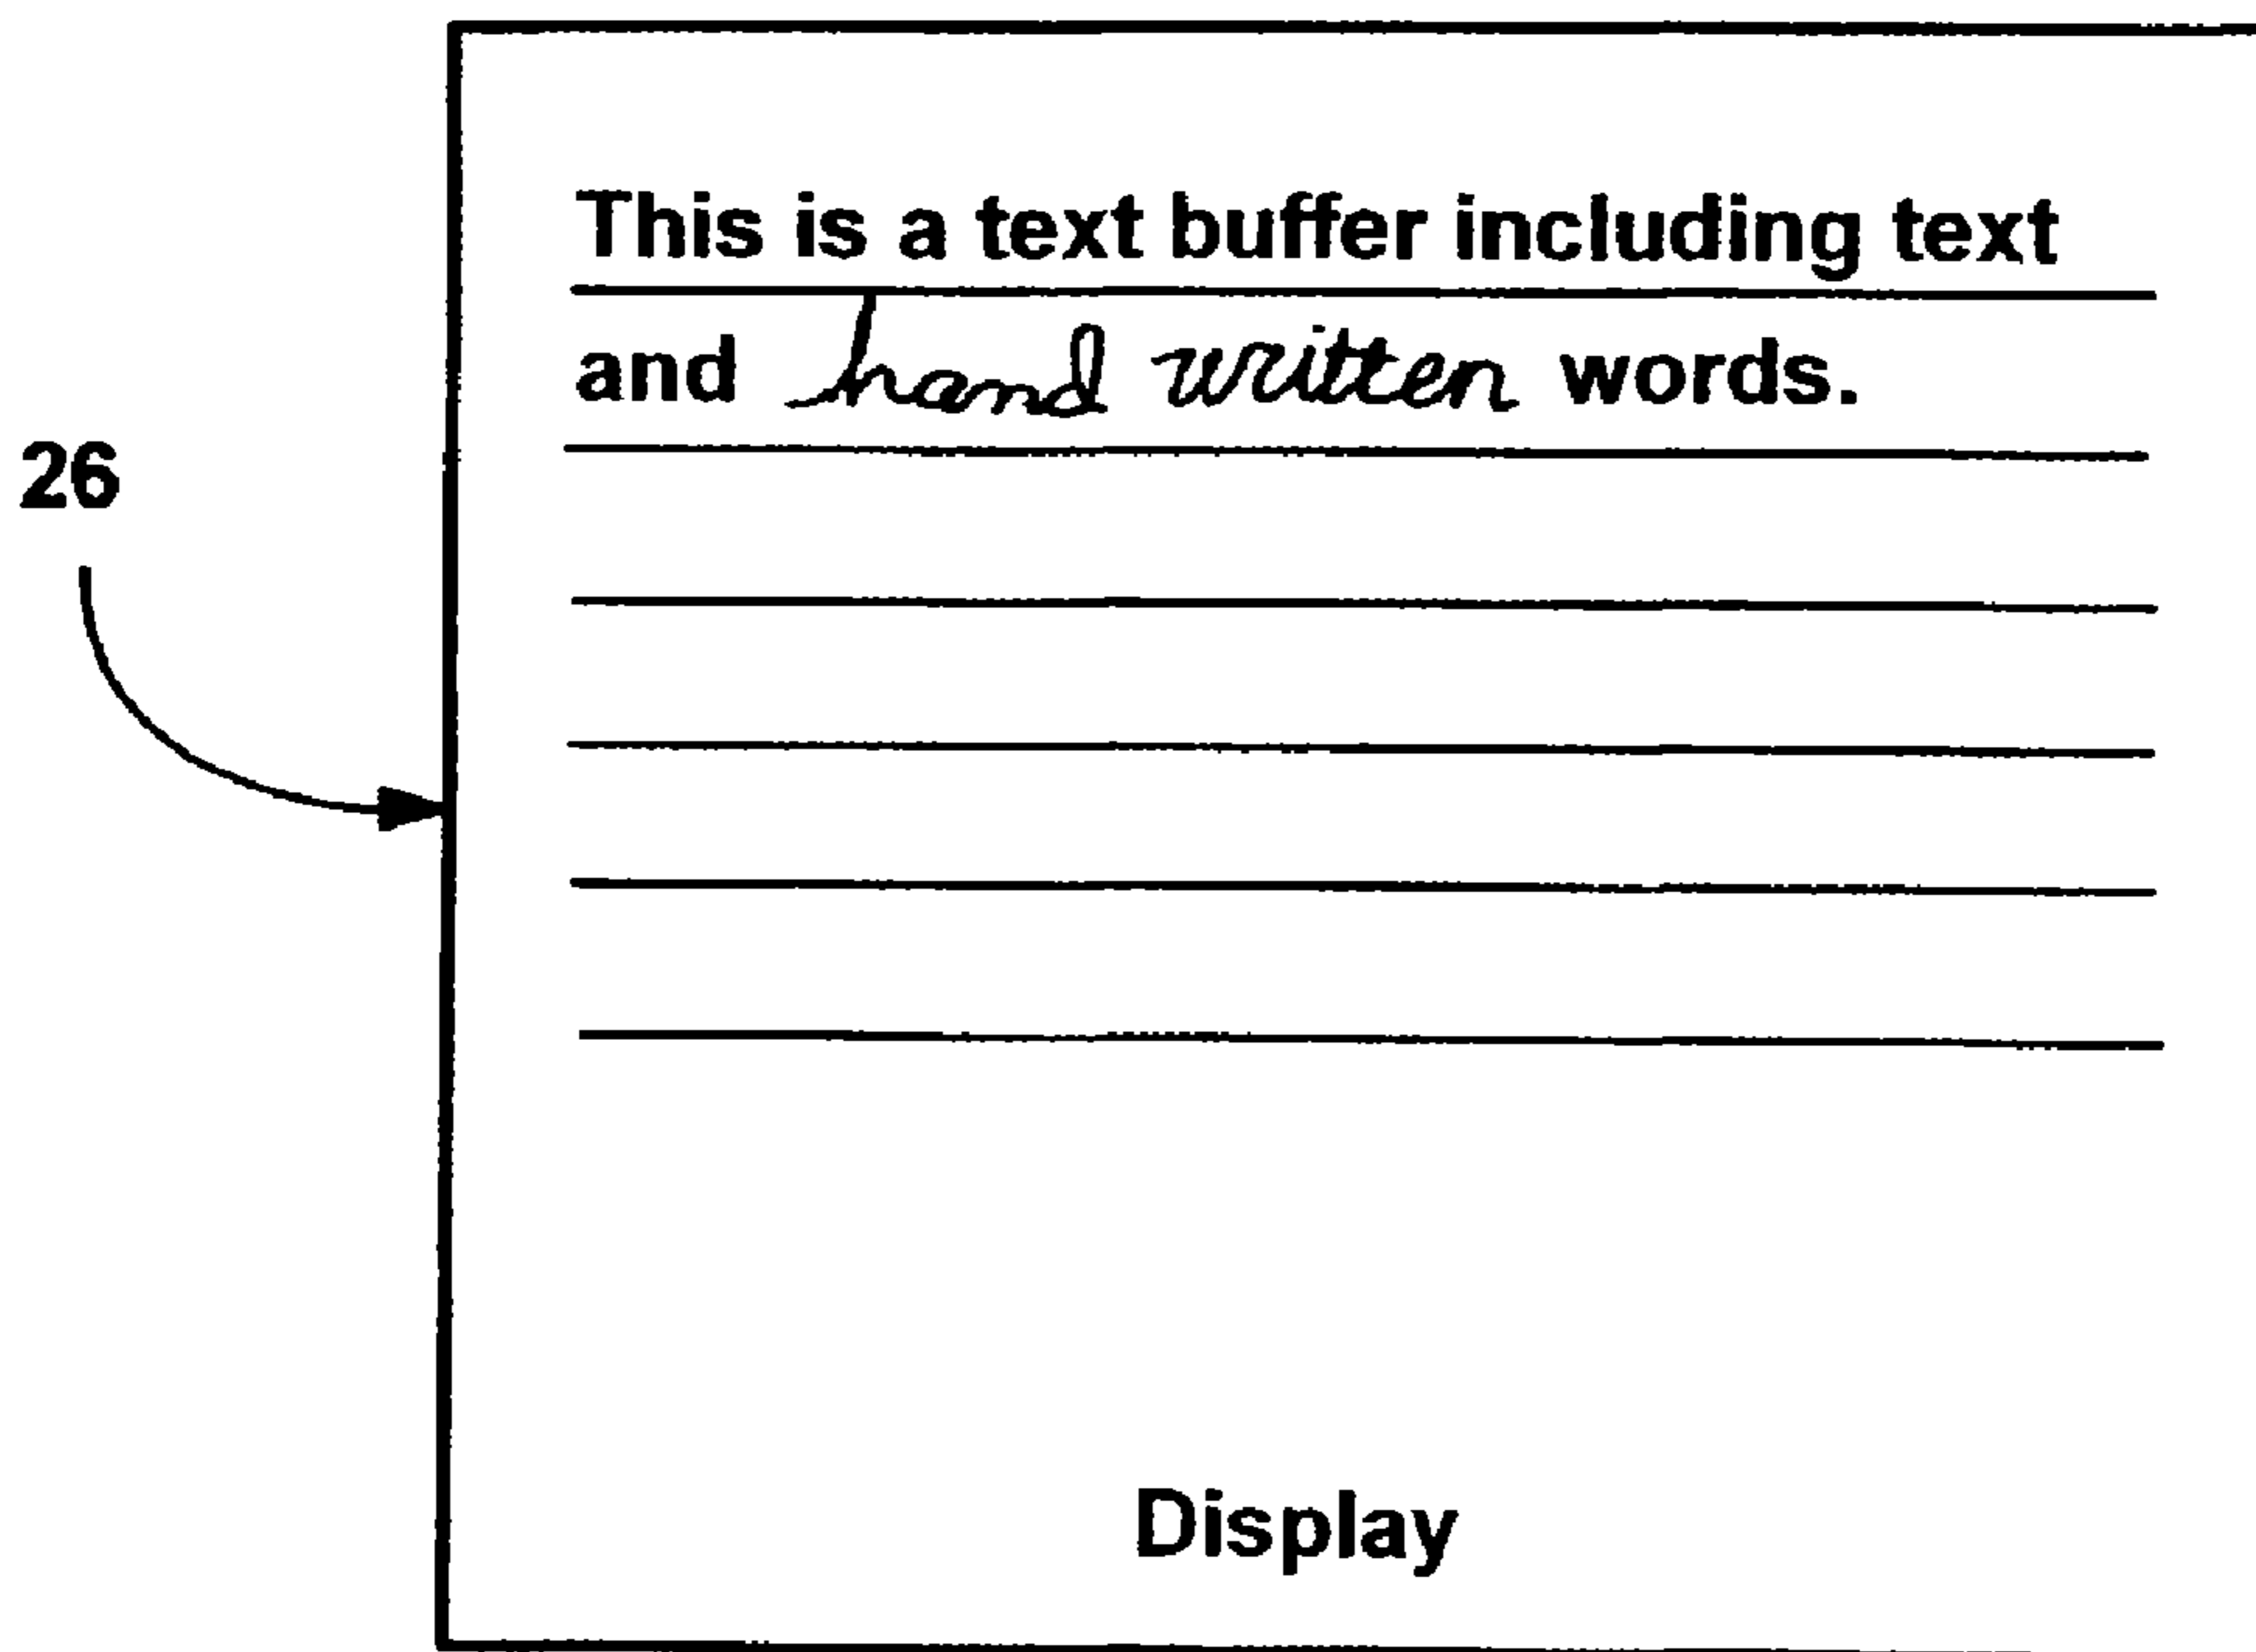 This is a text buffer including text
and hand written words.
26
Display